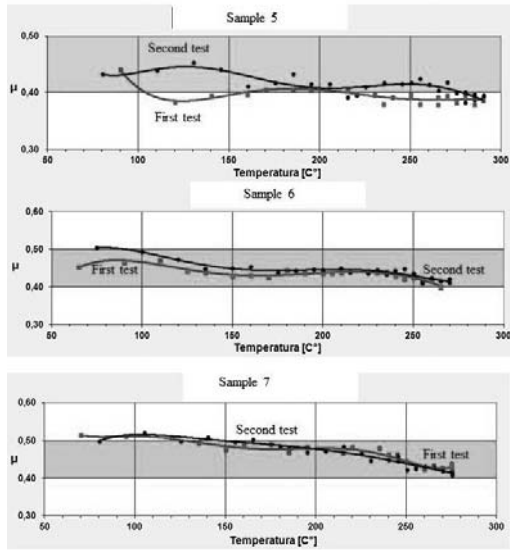 Sample 5
0,50
Second test
μ
0,40
First test
0,30
50 100 150 200 250 300
Temperatura [C°]
Sample 6
0,60
0,50
μ
First test
Second test
0,40
0,30
50 100 150 200 250 300
Temperatura [C°]
Sample 7
0,60
Second test
0,50
μ
First test
0,40
0,30
50 100 150 200 250 300
Temperatura [C°]